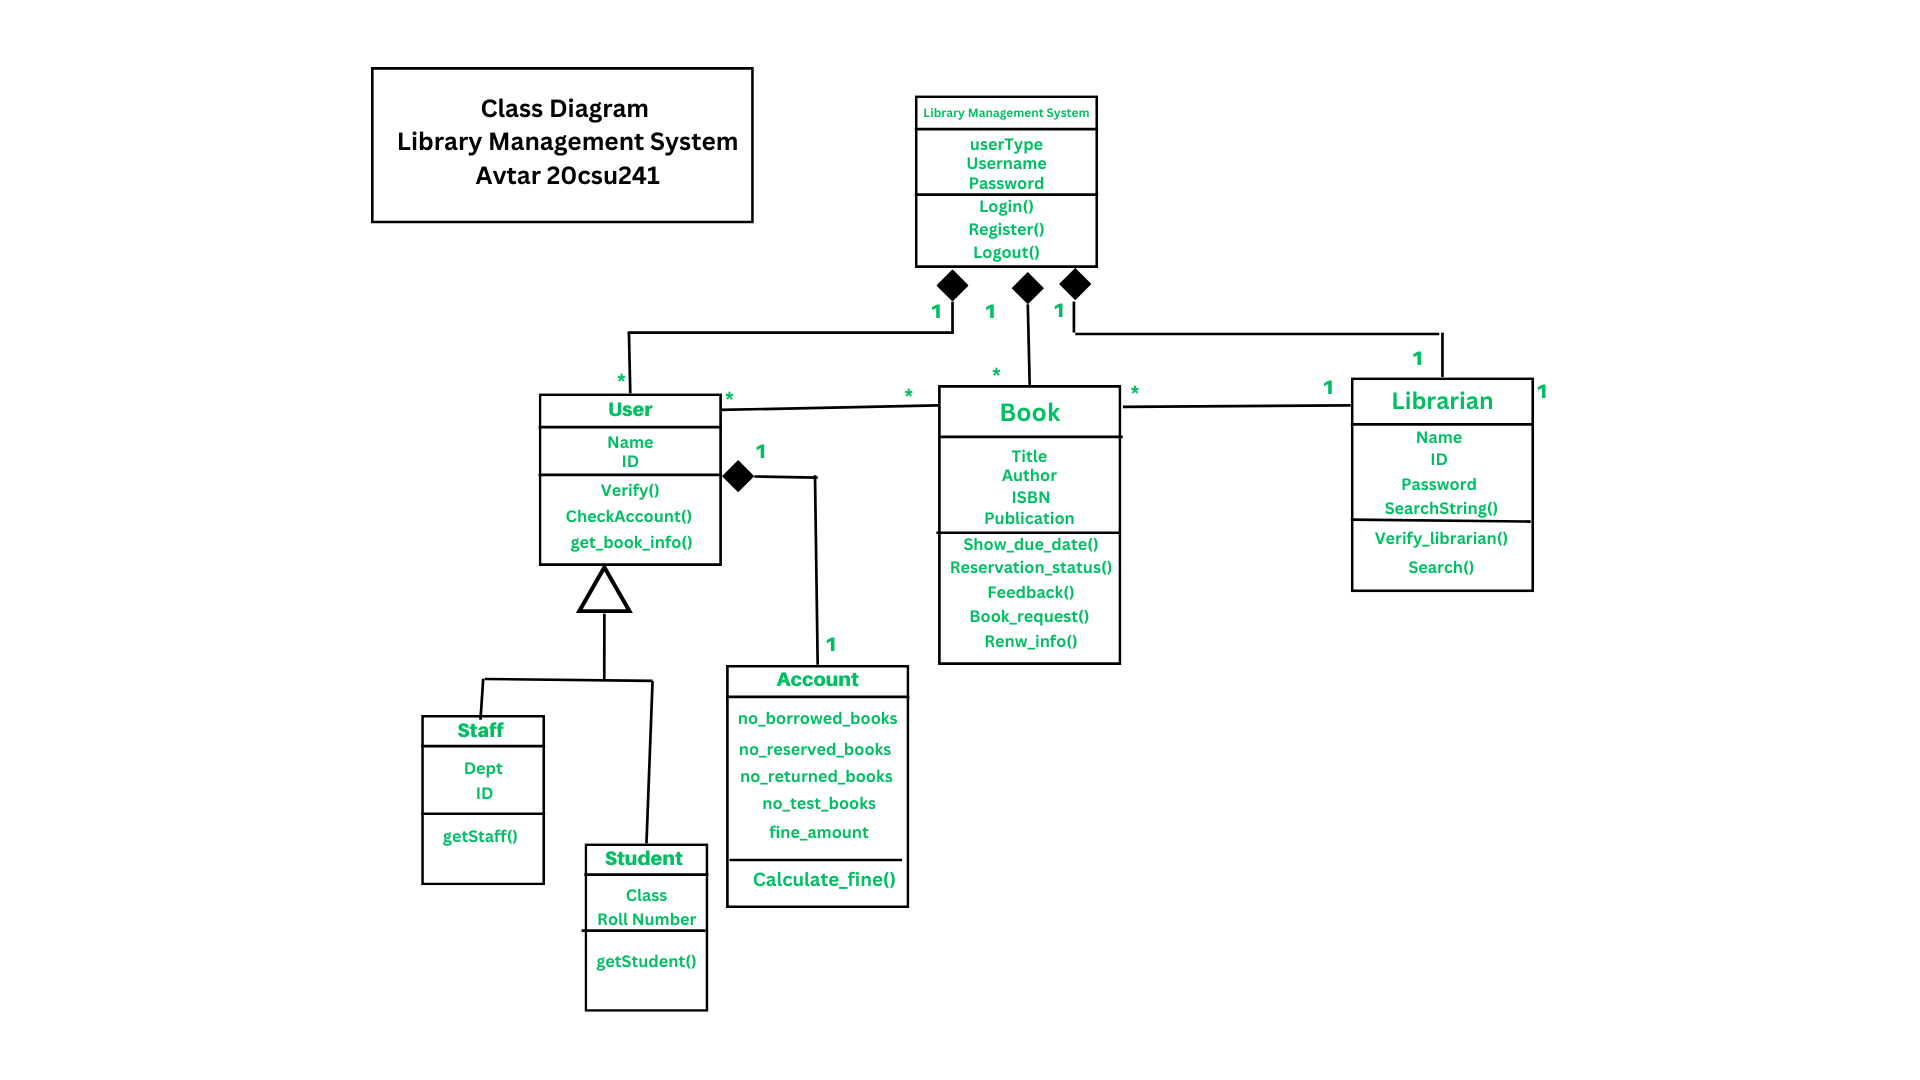 Class Diagram
Library Management System
Avtar 20csu241
Library Management System
userType
Username
Password
Login()
Register()
Logout()
1
1
1
*
*
1
User
*
Name
ID
Verify()
CheckAccount()
get_book_info()
1
*
Book
Title
Author
ISBN
Publication
Show_due_date()
Reservation_status()
Feedback()
Book_request()
Renw_info()
*
1
Librarian
1
Name
ID
Password
SearchString()
Verify_librarian()
Search()
1
Account
no_borrowed_books
no_reserved_books
no_returned_books
no_test_books
fine_amount
Calculate_fine()
Staff
Dept
ID
getStaff()
Student
Class
Roll Number
getStudent()